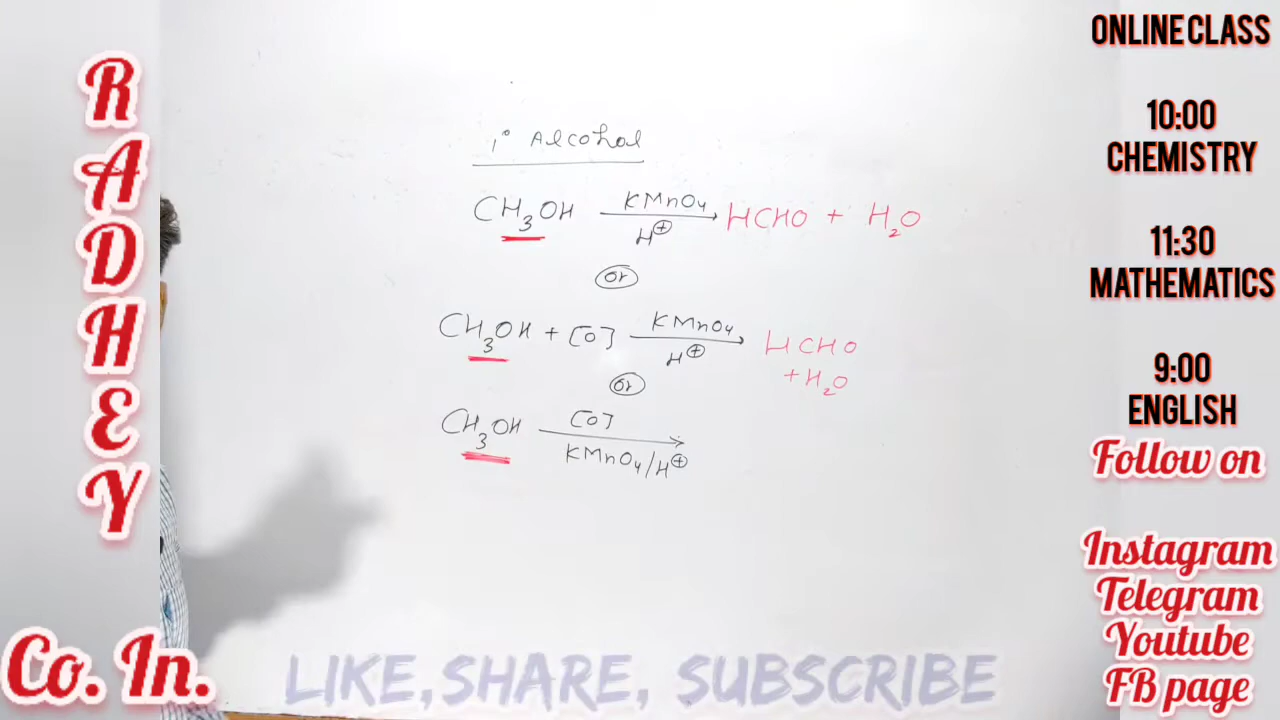 RADHEY
Co. In.
1° Alcohol
CH3OH KMnO4 H⊕ HCHO + H2O
or
CH3OH + [O] KMnO4 H⊕ HCHO
+ H2O
or
CH3OH [O] KMnO4/H⊕
LIKE,SHARE, SUBSCRIBE
ONLINE CLASS
10:00
CHEMISTRY
11:30
MATHEMATICS
9:00
ENGLISH
Follow on
Instagram
Telegram
Youtube
FB page